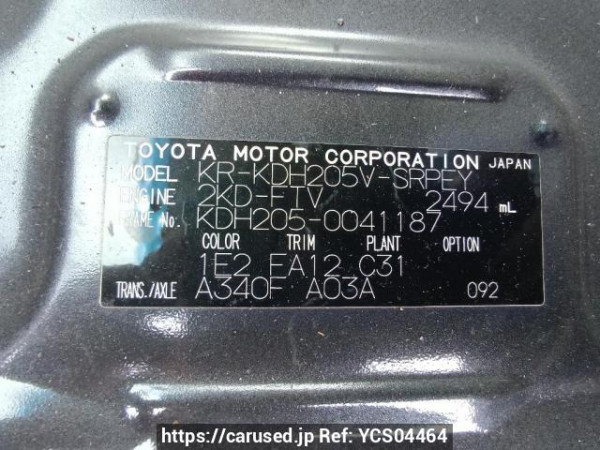 TOYOTA MOTOR CORPORATION JAPAN
MODEL KR-KDH205V-SRPEY
ENGINE 2KD-FTV 2494 mL
FRAME No. KDH205-0041187
COLOR TRIM PLANT OPTION
1E2 FA12 C31
TRANS./AXLE A340F A03A 092
https://carused.jp Ref: YCS04464